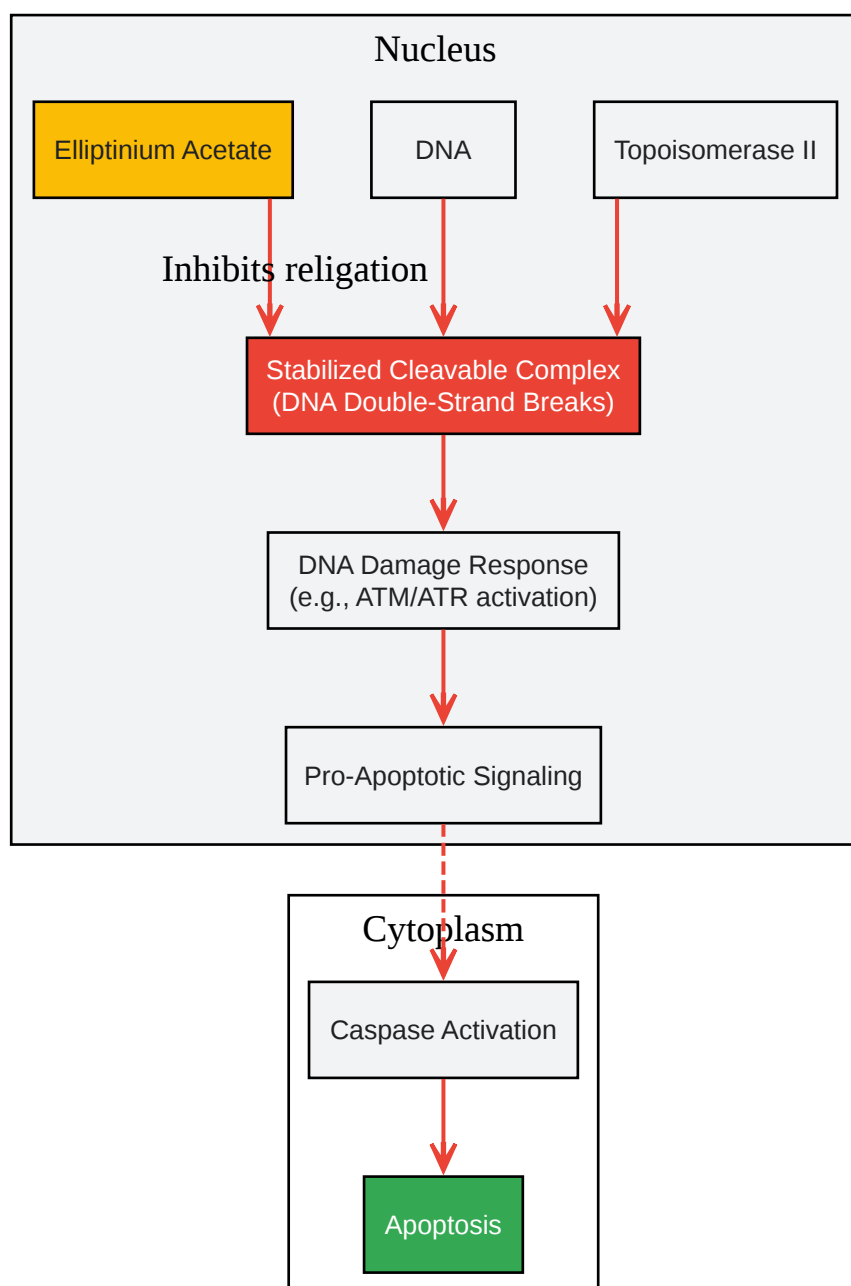 Nucleus
Elliptinium Acetate
DNA
Topoisomerase II
Inhibits religation
Stabilized Cleavable Complex
(DNA Double-Strand Breaks)
DNA Damage Response
(e.g., ATM/ATR activation)
Pro-Apoptotic Signaling
Cytoplasm
Caspase Activation
Apoptosis